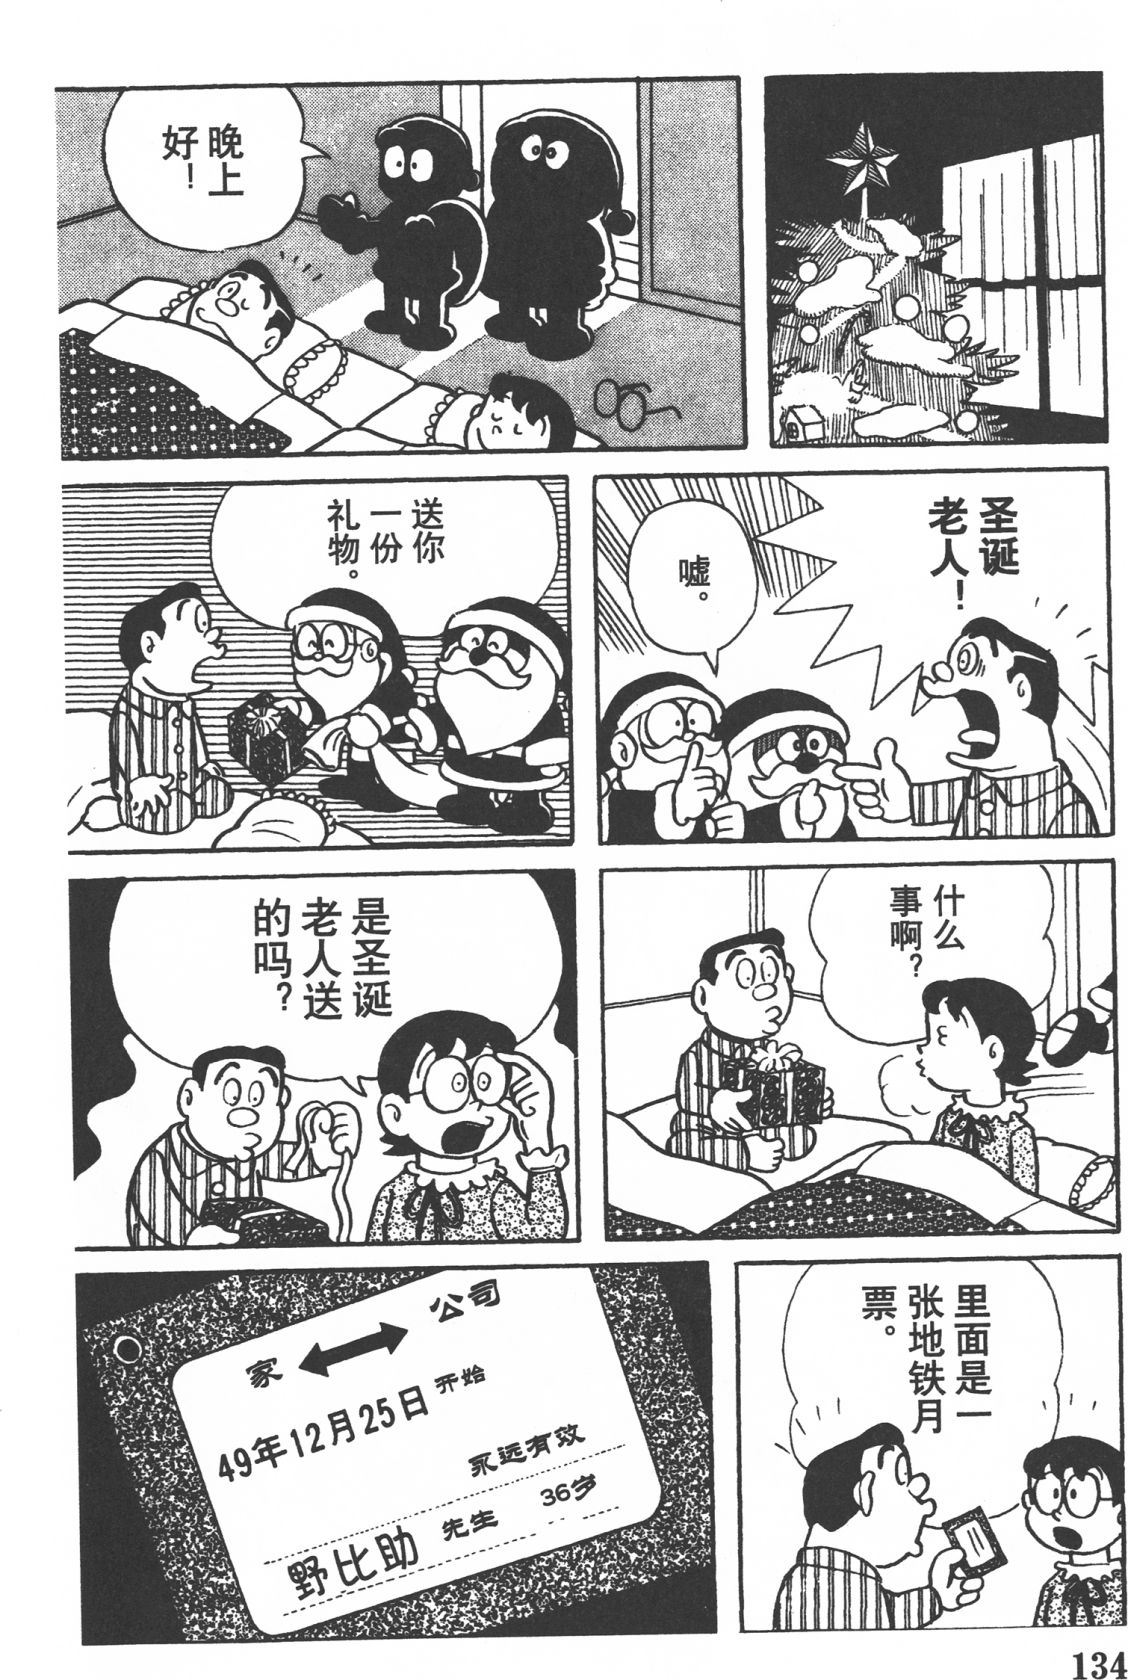 晚上
好！
圣诞
老人！
嘘。
送你
一份
礼物。
什么
事啊？
是圣诞
老人送
的吗？
里面是一
张地铁月
票。
家 ⟷ 公司
49年12月25日 开始
永远有效
野比助 先生 36岁
134